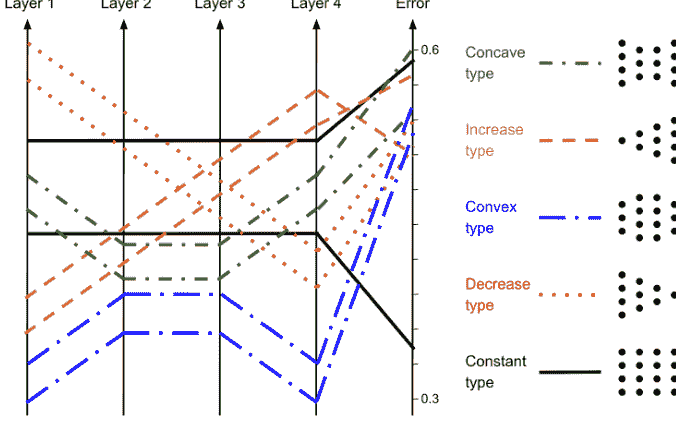 Layer 1 Layer 2 Layer 3 Layer 4 Error
0.6
Concave
type
Increase
type
Convex
type
Decrease
type
Constant
type
0.3